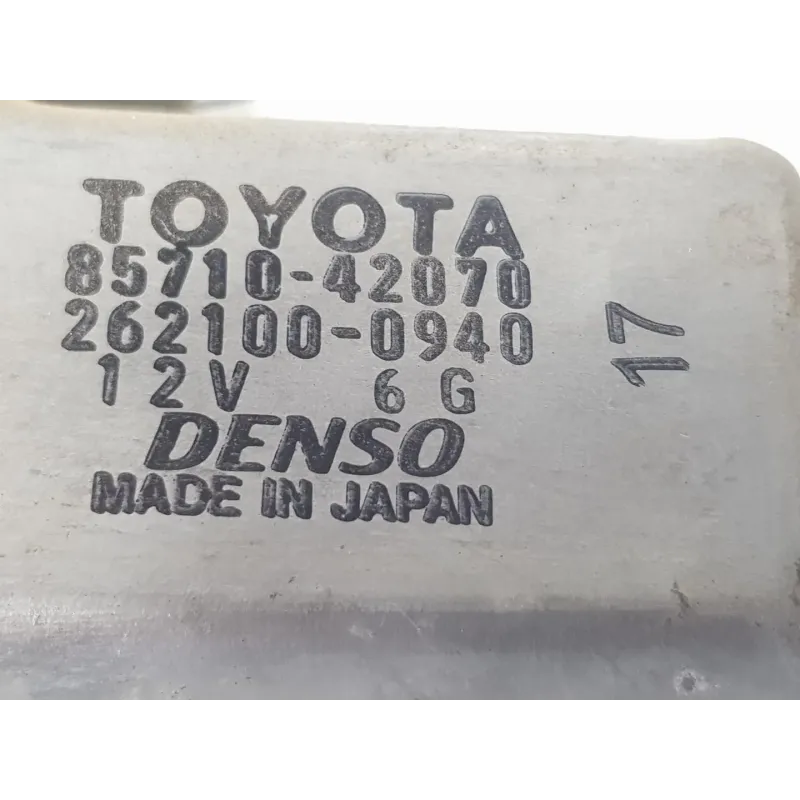 TOYOTA
85710-42070
262100-0940
12V 6G
DENSO
MADE IN JAPAN
17